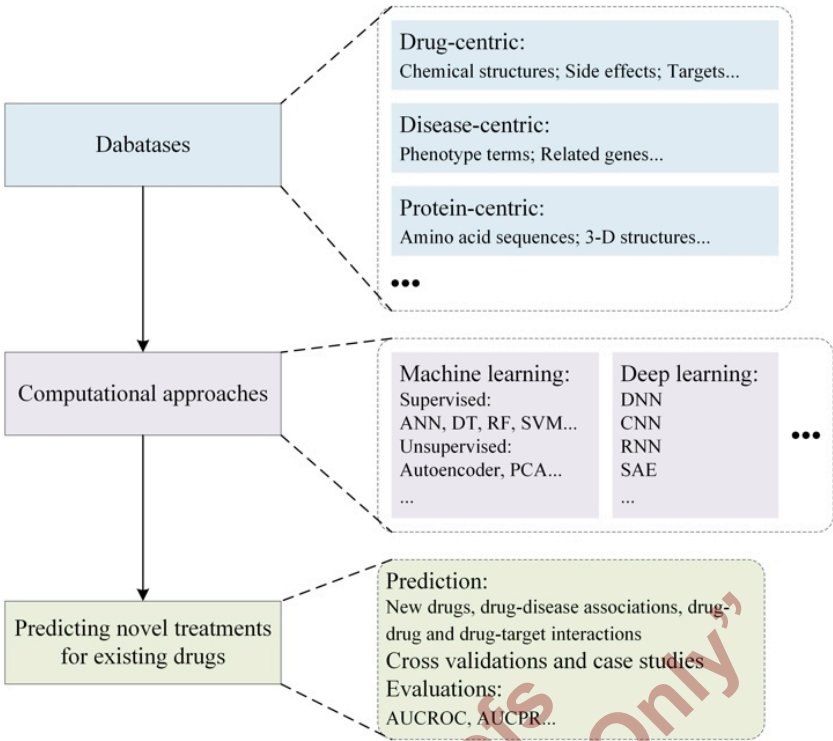 Drug-centric:
Chemical structures; Side effects; Targets...
Dabatases
Disease-centric:
Phenotype terms; Related genes...
Protein-centric:
Amino acid sequences; 3-D structures...
•••
Computational approaches
Machine learning:
Supervised:
ANN, DT, RF, SVM...
Unsupervised:
Autoencoder, PCA...
...
Deep learning:
DNN
CNN
RNN
SAE
...
•••
Predicting novel treatments
for existing drugs
Prediction:
New drugs, drug-disease associations, drug-
drug and drug-target interactions
Cross validations and case studies
Evaluations:
AUCROC, AUCPR...
Only”